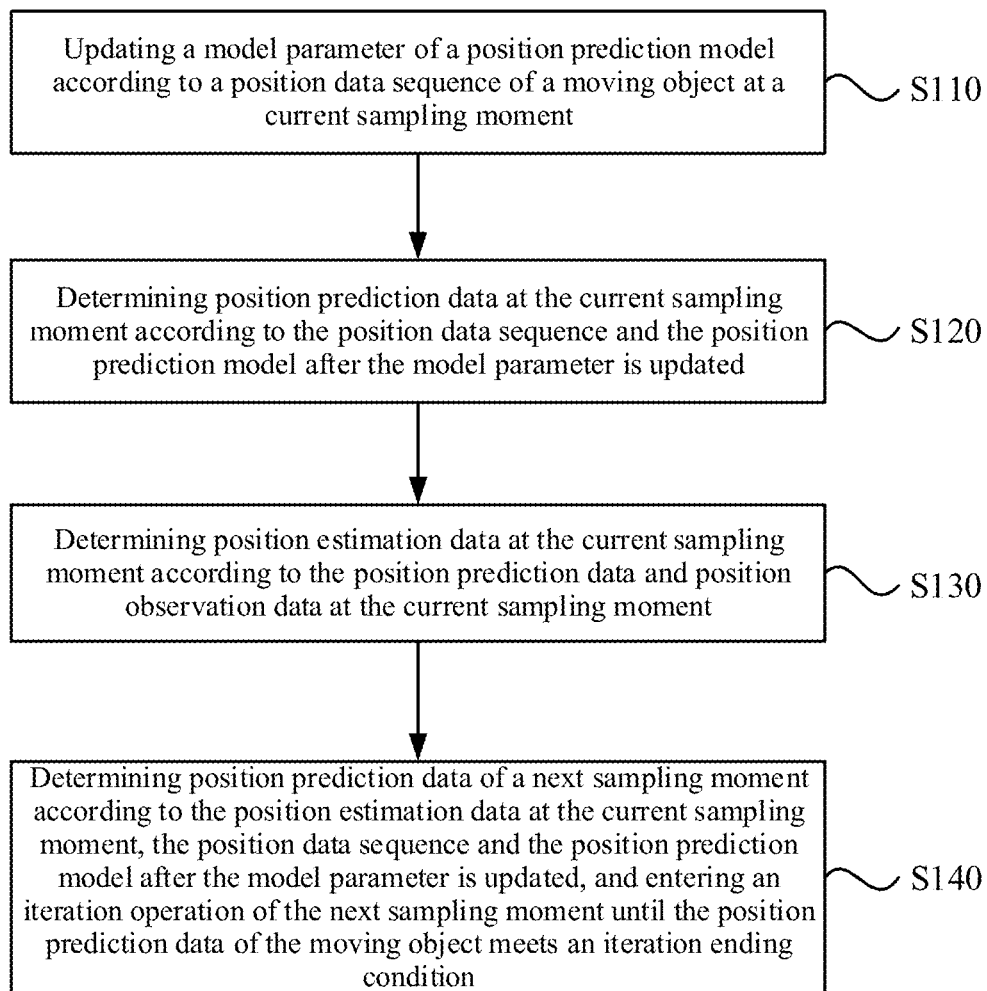 Updating a model parameter of a position prediction model
according to a position data sequence of a moving object at a
current sampling moment
S110
Determining position prediction data at the current sampling
moment according to the position data sequence and the position
prediction model after the model parameter is updated
S120
Determining position estimation data at the current sampling
moment according to the position prediction data and position
observation data at the current sampling moment
S130
Determining position prediction data of a next sampling moment
according to the position estimation data at the current sampling
moment, the position data sequence and the position prediction
model after the model parameter is updated, and entering an
iteration operation of the next sampling moment until the position
prediction data of the moving object meets an iteration ending
condition
S140